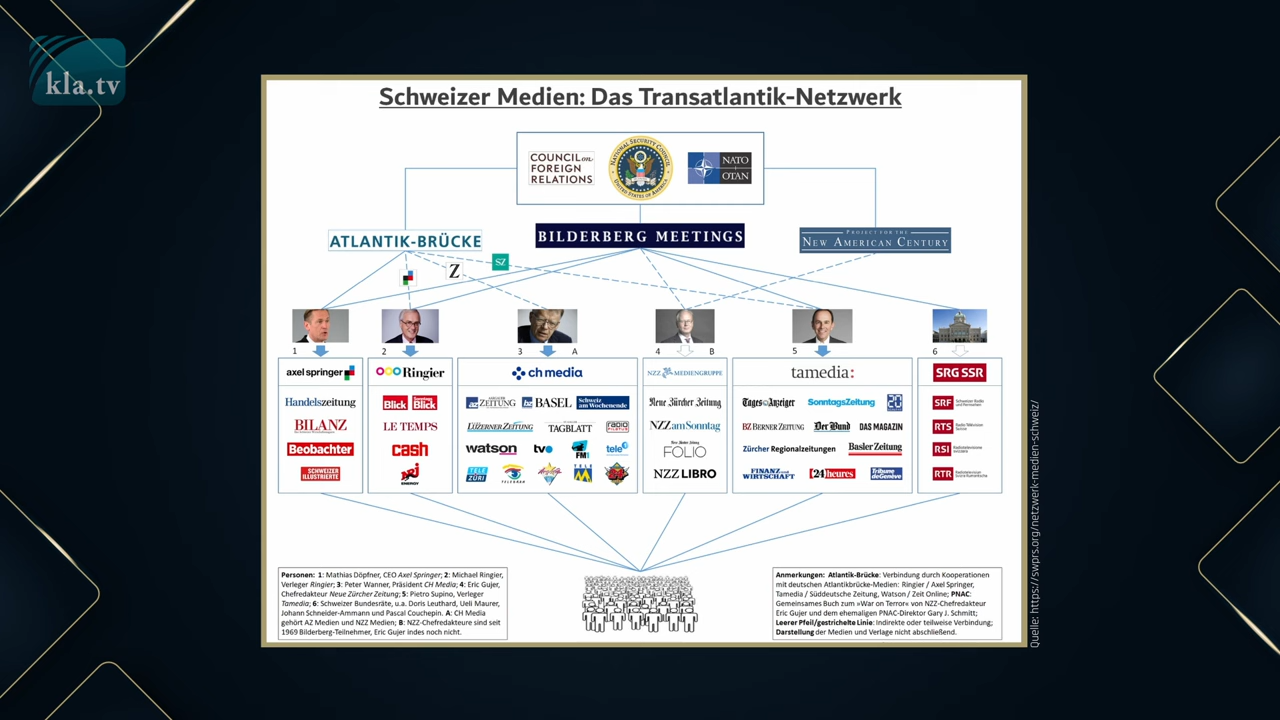 kla.tv
Schweizer Medien: Das Transatlantik-Netzwerk
COUNCIL on FOREIGN RELATIONS
NATIONAL SECURITY COUNCIL
UNITED STATES OF AMERICA
NATO
OTAN
ATLANTIK-BRÜCKE
BILDERBERG MEETINGS
PROJECT FOR THE
NEW AMERICAN CENTURY
Z
SZ
1
2
3
A
4
B
5
6
axel springer
Handelszeitung
BILANZ
Beobachter
SCHWEIZER
ILLUSTRIERTE
Ringier
Blick
Sonntags Blick
LE TEMPS
cash
NRJ
ENERGY
ch media
az ZEITUNG
bz BASEL
Schweiz am Wochenende
LUZERNER ZEITUNG
TAGBLATT
watson
tvo
FM1
tele
TELE ZÜRI
NZZ MEDIENGRUPPE
Neue Zürcher Zeitung
NZZ am Sonntag
FOLIO
NZZ LIBRO
tamedia:
Tages Anzeiger
SonntagsZeitung
20
BZ BERNER ZEITUNG
Der Bund
DAS MAGAZIN
Zürcher Regionalzeitungen
Basler Zeitung
FINANZ und WIRTSCHAFT
24heures
Tribune de Genève
SRG SSR
SRF
Schweizer Radio und Fernsehen
RTS
RSI
RTR
Personen: 1: Mathias Döpfner, CEO Axel Springer; 2: Michael Ringier,
Verleger Ringier; 3: Peter Wanner, Präsident CH Media; 4: Eric Gujer,
Chefredakteur Neue Zürcher Zeitung; 5: Pietro Supino, Verleger
Tamedia; 6: Schweizer Bundesräte, u.a. Doris Leuthard, Ueli Maurer,
Johann Schneider-Ammann und Pascal Couchepin. A: CH Media
gehört AZ Medien und NZZ Medien; B: NZZ-Chefredakteure sind seit
1969 Bilderberg-Teilnehmer, Eric Gujer indes noch nicht.
Anmerkungen: Atlantik-Brücke: Verbindung durch Kooperationen
mit deutschen Atlantikbrücke-Medien: Ringier / Axel Springer,
Tamedia / Süddeutsche Zeitung, Watson / Zeit Online; PNAC:
Gemeinsames Buch zum »War on Terror« von NZZ-Chefredakteur
Eric Gujer und dem ehemaligen PNAC-Direktor Gary J. Schmitt;
Leerer Pfeil/gestrichelte Linie: Indirekte oder teilweise Verbindung;
Darstellung der Medien und Verlage nicht abschließend.
Quelle: https://swprs.org/netzwerk-medien-schweiz/